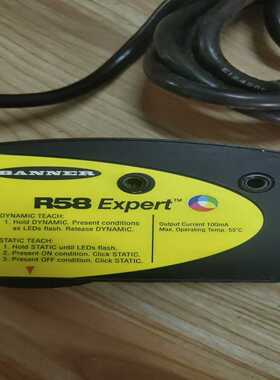 BANNER
R58 Expert™
DYNAMIC TEACH:
1. Hold DYNAMIC. Present conditions
as LEDs flash. Release DYNAMIC.
STATIC TEACH:
1. Hold STATIC until LEDs flash.
2. Present ON condition. Click STATIC.
3. Present OFF condition. Click STATIC.
Output Current 100mA
Max. Operating Temp. 55°C